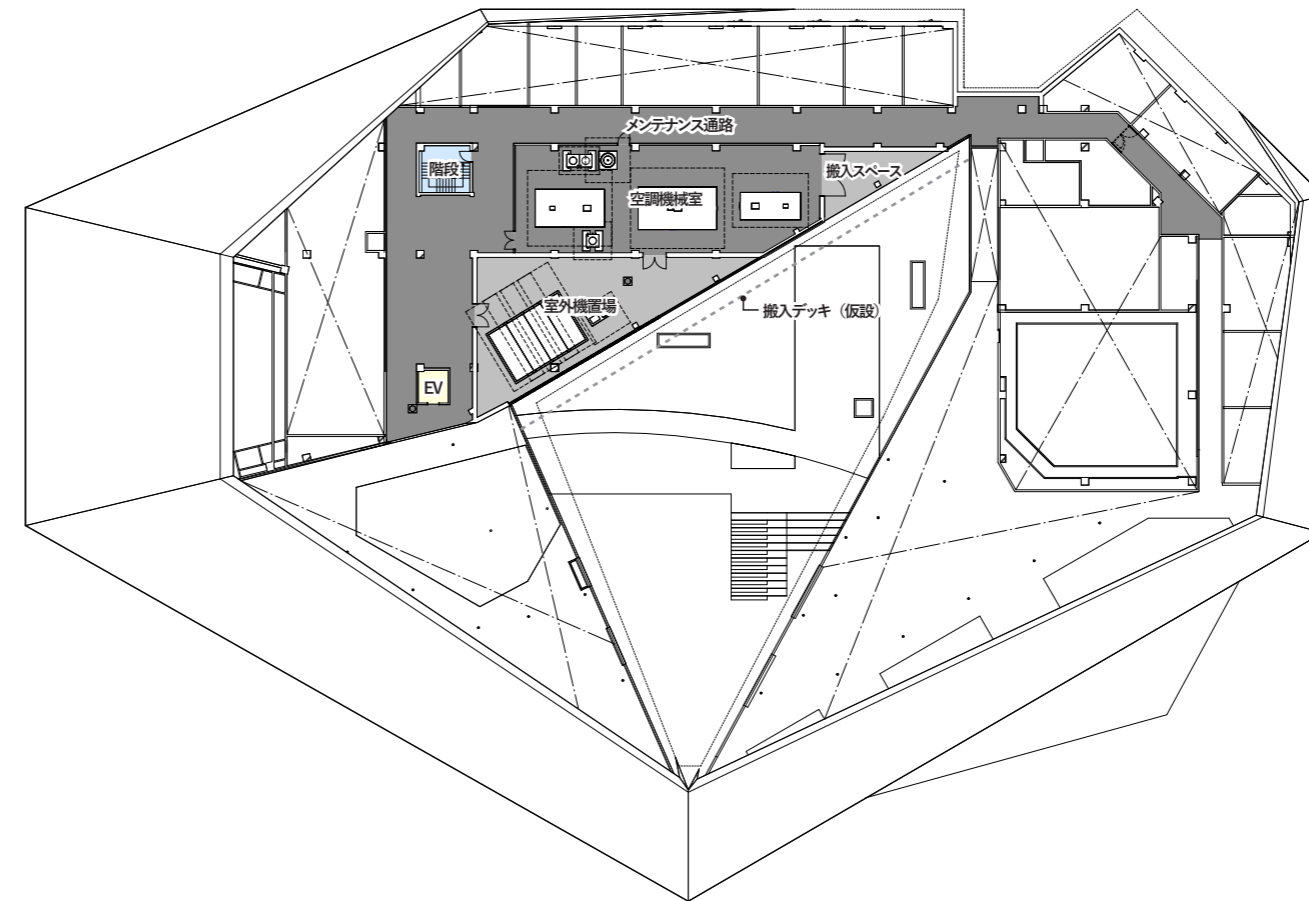 メンテナンス通路
階段
搬入スペース
空調機械室
室外機置場
搬入デッキ（仮設）
EV